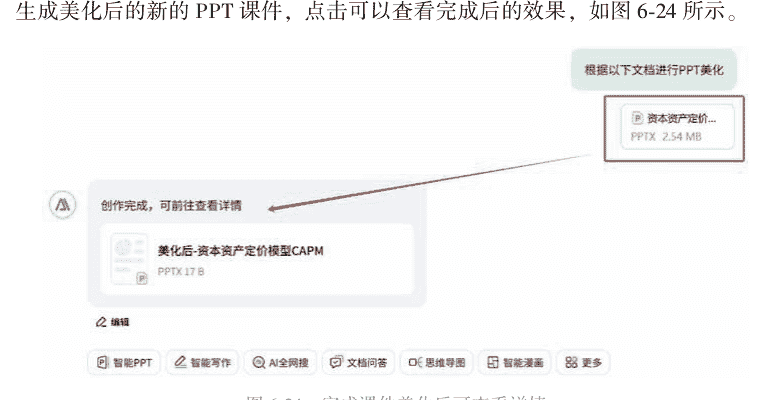 生成美化后的新的 PPT 课件，点击可以查看完成后的效果，如图 6-24 所示。
根据以下文档进行PPT美化
资本资产定价...
PPTX 2.54 MB
创作完成，可前往查看详情
美化后-资本资产定价模型CAPM
PPTX 17 B
编辑
智能PPT 智能写作 AI全网搜 文档问答 思维导图 智能漫画 更多